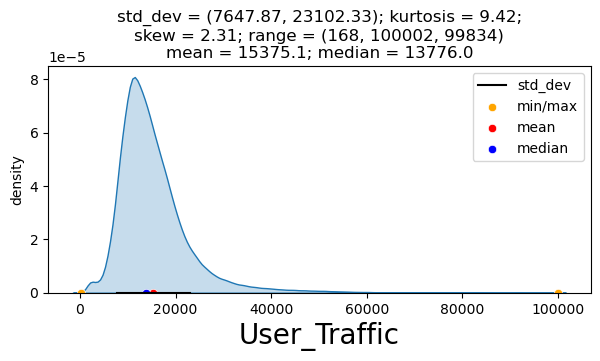 std_dev = (7647.87, 23102.33); kurtosis = 9.42;
skew = 2.31; range = (168, 100002, 99834)
mean = 15375.1; median = 13776.0
1e−5
std_dev
min/max
mean
median
density
8
6
4
2
0
0 20000 40000 60000 80000 100000
User_Traffic